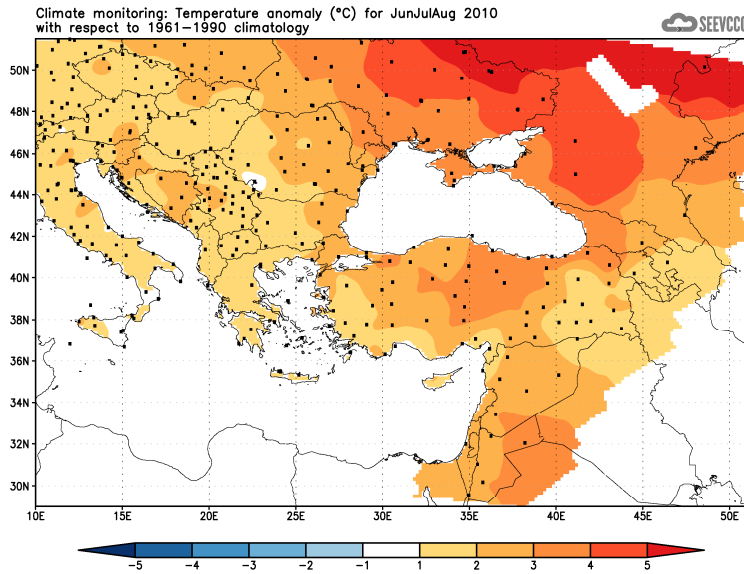 Climate monitoring: Temperature anomaly (°C) for JunJulAug 2010
with respect to 1961−1990 climatology
SEEVCCC
50N
48N
46N
44N
42N
40N
38N
36N
34N
32N
30N
10E 15E 20E 25E 30E 35E 40E 45E 50E
−5 −4 −3 −2 −1 1 2 3 4 5